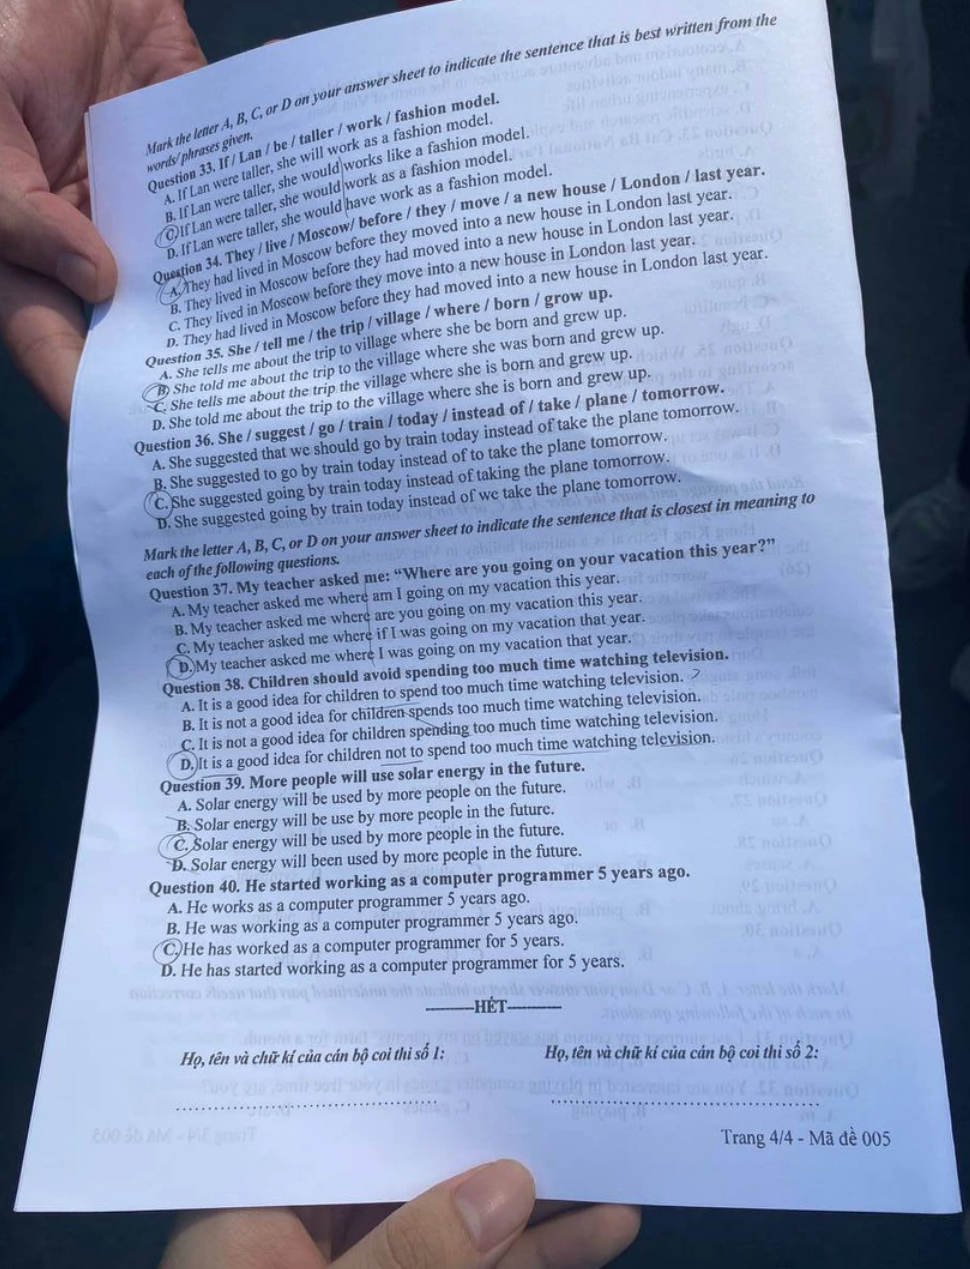 Mark the letter A, B, C, or D on your answer sheet to indicate the sentence that is best written from the
words/phrases given.
Question 33. If / Lan / be / taller / work / fashion model.
A. If Lan were taller, she will work as a fashion model.
B. If Lan were taller, she would works like a fashion model.
C. If Lan were taller, she would work as a fashion model.
D. If Lan were taller, she would have work as a fashion model.
Question 34. They / live / Moscow/ before / they / move / a new house / London / last year.
A. They had lived in Moscow before they moved into a new house in London last year.
B. They lived in Moscow before they had moved into a new house in London last year.
C. They lived in Moscow before they move into a new house in London last year.
D. They had lived in Moscow before they had moved into a new house in London last year.
Question 35. She / tell me / the trip / village / where / born / grow up.
A. She tells me about the trip to village where she be born and grew up.
B. She told me about the trip to the village where she was born and grew up.
C. She tells me about the trip the village where she is born and grew up.
D. She told me about the trip to the village where she is born and grew up.
Question 36. She / suggest / go / train / today / instead of / take / plane / tomorrow.
A. She suggested that we should go by train today instead of take the plane tomorrow.
B. She suggested to go by train today instead of to take the plane tomorrow.
C. She suggested going by train today instead of taking the plane tomorrow.
D. She suggested going by train today instead of we take the plane tomorrow.
Mark the letter A, B, C, or D on your answer sheet to indicate the sentence that is closest in meaning to
each of the following questions.
Question 37. My teacher asked me: “Where are you going on your vacation this year?”
A. My teacher asked me where am I going on my vacation this year.
B. My teacher asked me where are you going on my vacation this year.
C. My teacher asked me where if I was going on my vacation that year.
D. My teacher asked me where I was going on my vacation that year.
Question 38. Children should avoid spending too much time watching television.
A. It is a good idea for children to spend too much time watching television. ?
B. It is not a good idea for children spends too much time watching television.
C. It is not a good idea for children spending too much time watching television.
D. It is a good idea for children not to spend too much time watching television.
Question 39. More people will use solar energy in the future.
A. Solar energy will be used by more people on the future.
B. Solar energy will be use by more people in the future.
C. Solar energy will be used by more people in the future.
D. Solar energy will been used by more people in the future.
Question 40. He started working as a computer programmer 5 years ago.
A. He works as a computer programmer 5 years ago.
B. He was working as a computer programmer 5 years ago.
C. He has worked as a computer programmer for 5 years.
D. He has started working as a computer programmer for 5 years.
----------HẾT----------
Họ, tên và chữ kí của cán bộ coi thi số 1: Họ, tên và chữ kí của cán bộ coi thi số 2:
Trang 4/4 - Mã đề 005